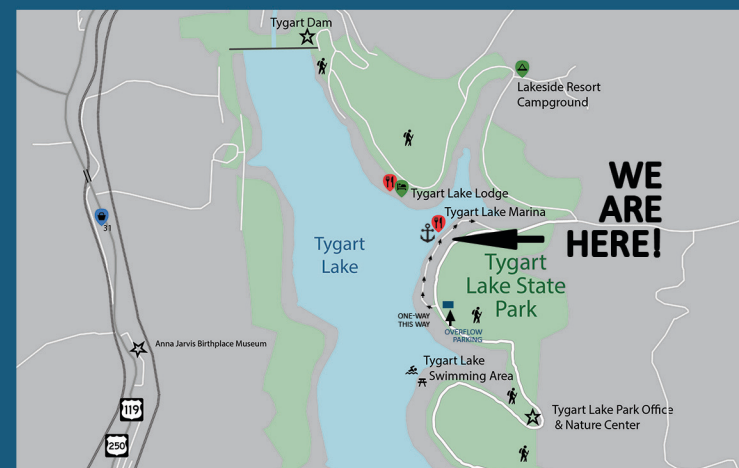 Tygart Dam
Lakeside Resort
Campground
WE
ARE
HERE!
Tygart Lake Lodge
Tygart Lake Marina
31
Tygart
Lake
Tygart
Lake State
Park
ONE-WAY
THIS WAY
OVERFLOW
PARKING
Anna Jarvis Birthplace Museum
Tygart Lake
Swimming Area
119
Tygart Lake Park Office
& Nature Center
250